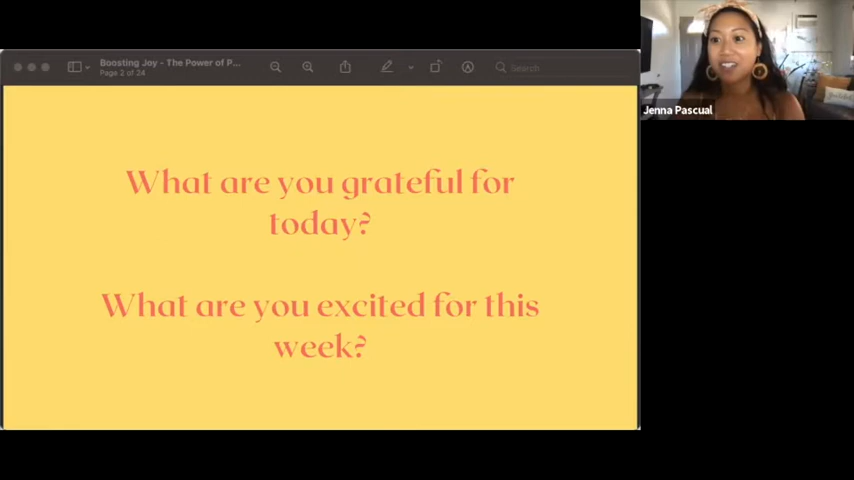 Boosting Joy - The Power of P...
Page 2 of 24
Search
Jenna Pascual
What are you grateful for
today?
What are you excited for this
week?